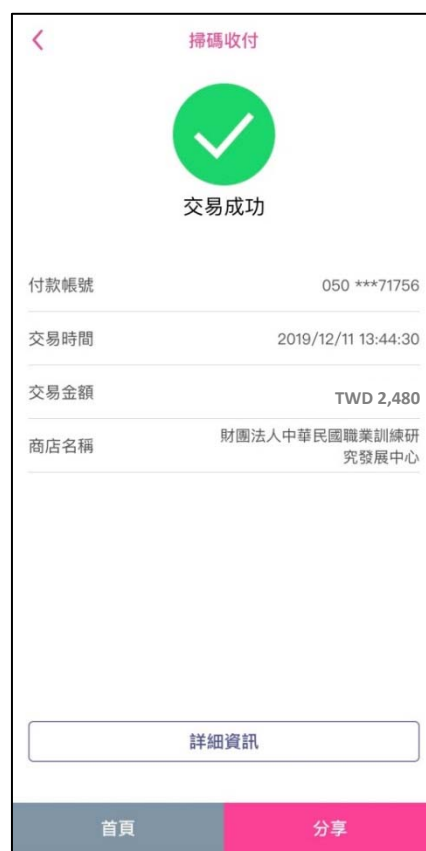 掃碼收付
交易成功
付款帳號 050 ***71756
交易時間 2019/12/11 13:44:30
交易金額 TWD 2,480
商店名稱 財團法人中華民國職業訓練研
究發展中心
詳細資訊
首頁 分享